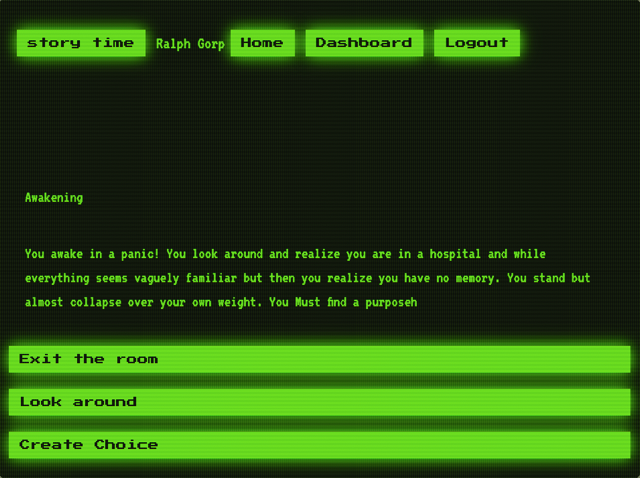 story time Ralph Gorp Home Dashboard Logout
Awakening
You awake in a panic! You look around and realize you are in a hospital and while
everything seems vaguely familiar but then you realize you have no memory. You stand but
almost collapse over your own weight. You Must find a purposeh
Exit the room
Look around
Create Choice